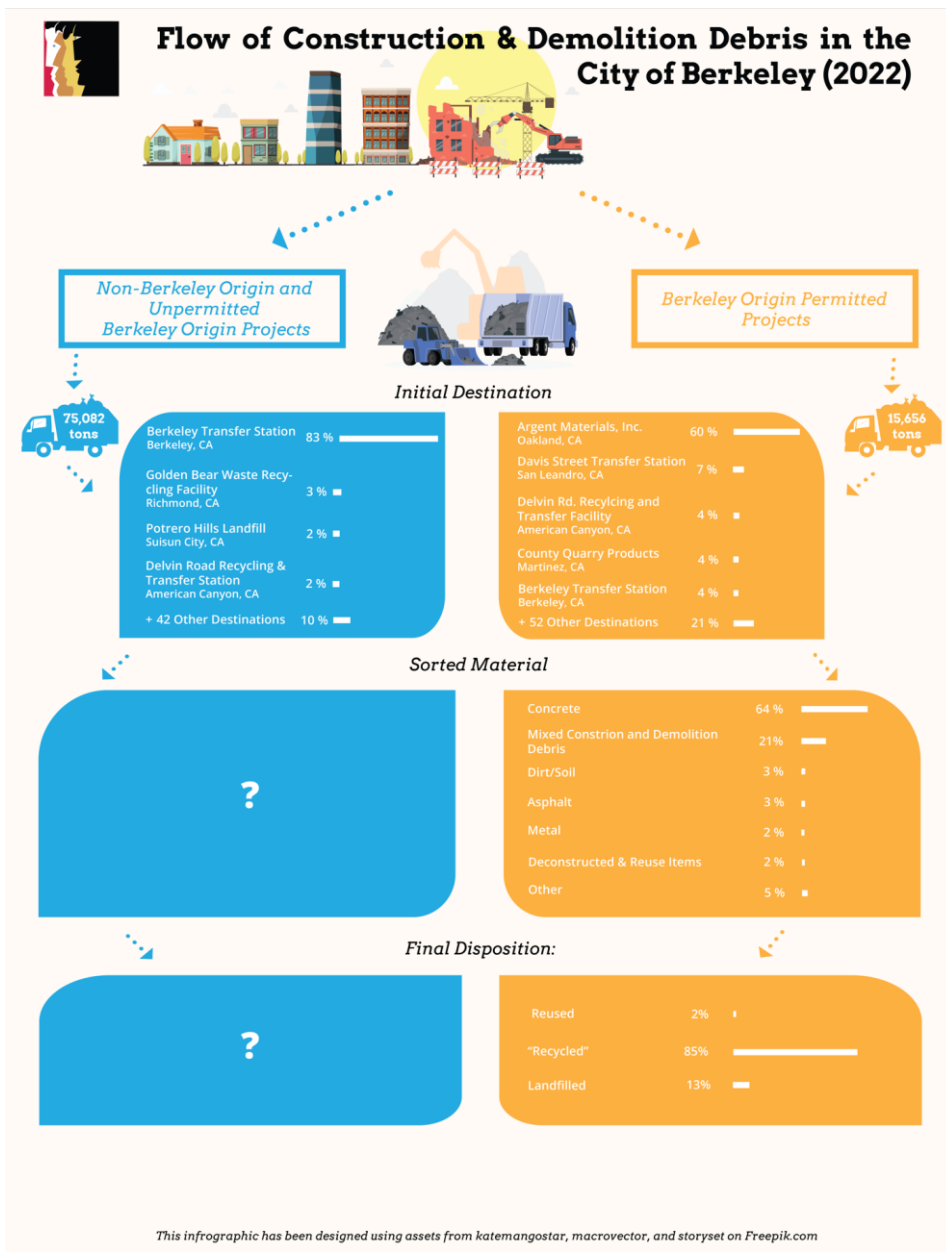 Flow of Construction & Demolition Debris in the
City of Berkeley (2022)
Non-Berkeley Origin and
Unpermitted
Berkeley Origin Projects
Berkeley Origin Permitted
Projects
Initial Destination
75,082
tons
15,656
tons
Berkeley Transfer Station 83 %
Berkeley, CA
Golden Bear Waste Recy-
cling Facility 3 %
Richmond, CA
Potrero Hills Landfill 2 %
Suisun City, CA
Delvin Road Recycling &
Transfer Station 2 %
American Canyon, CA
+ 42 Other Destinations 10 %
Argent Materials, Inc. 60 %
Oakland, CA
Davis Street Transfer Station 7 %
San Leandro, CA
Delvin Rd. Recylcing and
Transfer Facility 4 %
American Canyon, CA
County Quarry Products 4 %
Martinez, CA
Berkeley Transfer Station 4 %
Berkeley, CA
+ 52 Other Destinations 21 %
Sorted Material
?
Concrete 64 %
Mixed Constrion and Demolition 21%
Debris
Dirt/Soil 3 %
Asphalt 3 %
Metal 2 %
Deconstructed & Reuse Items 2 %
Other 5 %
Final Disposition:
?
Reused 2%
“Recycled” 85%
Landfilled 13%
This infrographic has been designed using assets from katemangostar, macrovector, and storyset on Freepik.com